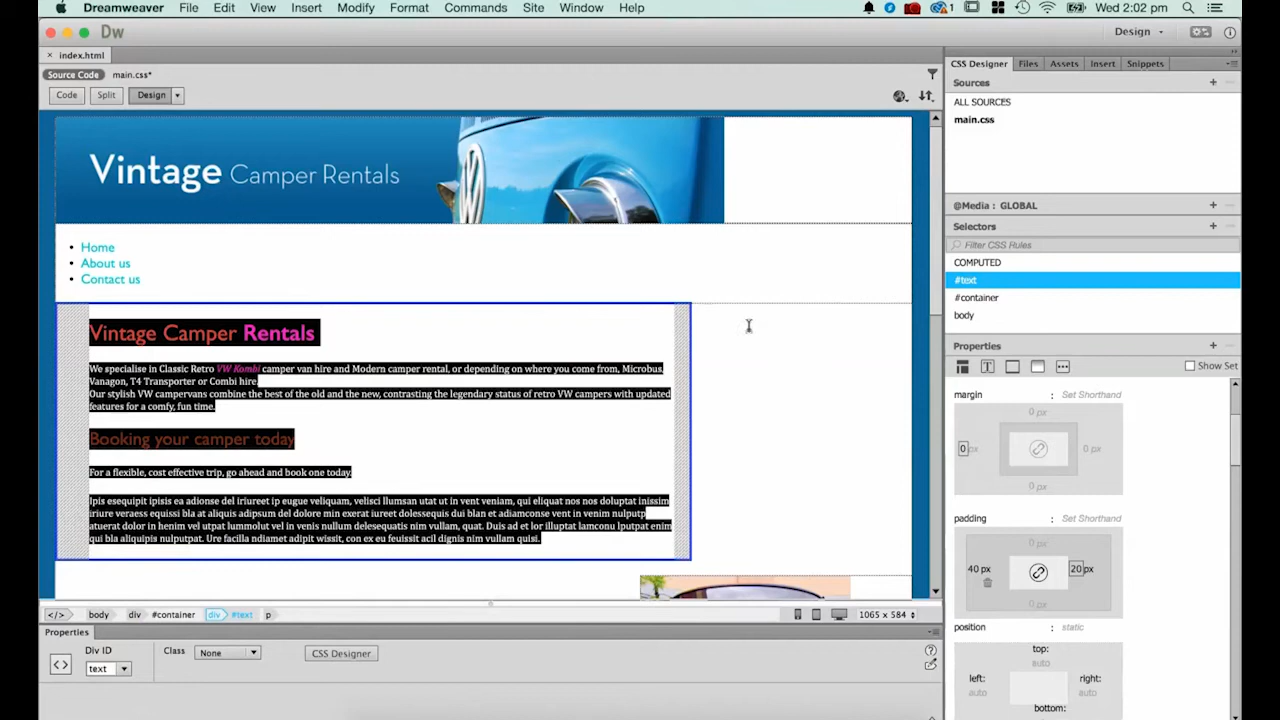 Dreamweaver File Edit View Insert Modify Format Commands Site Window Help 1 Wed 2:02 pm
Dw Design
× index.html
Source Code main.css*
Code Split Design
Vintage Camper Rentals
Home
About us
Contact us
Vintage Camper Rentals
We specialise in Classic Retro VW Kombi camper van hire and Modern camper rental, or depending on where you come from, Microbus,
Vanagon, T4 Transporter or Combi hire.
Our stylish VW campervans combine the best of the old and the new, contrasting the legendary status of retro VW campers with updated
features for a comfy, fun time.
Booking your camper today
For a flexible, cost effective trip, go ahead and book one today.
Ipis esequipit ipisis ea adionse del iriureet ip eugue veliquam, velisci llumsan utat ut in vent veniam, qui eliquat nos nos doluptat inissim
iriure veraess equissi bla at aliquis adipsum del dolore min exerat iureet doloressequis dui blan et adiamconse vent in venim nulputp
atuerat dolor in henim vel utpat lummolut vel in venis nullum delesequatis nim vullam, quat. Duis ad et lor illuptat lamconu lputpat enim
qui bla aliquipis nulputpat. Ure facilla ndiamet adipit wissit, con ex eu feuissit acil dignis nim vullam quisi.
</> body div #container div #text p 1065 x 584
Properties
Div ID Class None CSS Designer
<> text
CSS Designer Files Assets Insert Snippets
Sources +
ALL SOURCES
main.css
@Media : GLOBAL +
Selectors +
Filter CSS Rules
COMPUTED
#text
#container
body
Properties +
T Show Set
margin : Set Shorthand
0 px
0 px 0 px
0 px
padding : Set Shorthand
0 px
40 px 20 px
0 px
position : static
top:
auto
left: right:
auto auto
bottom: